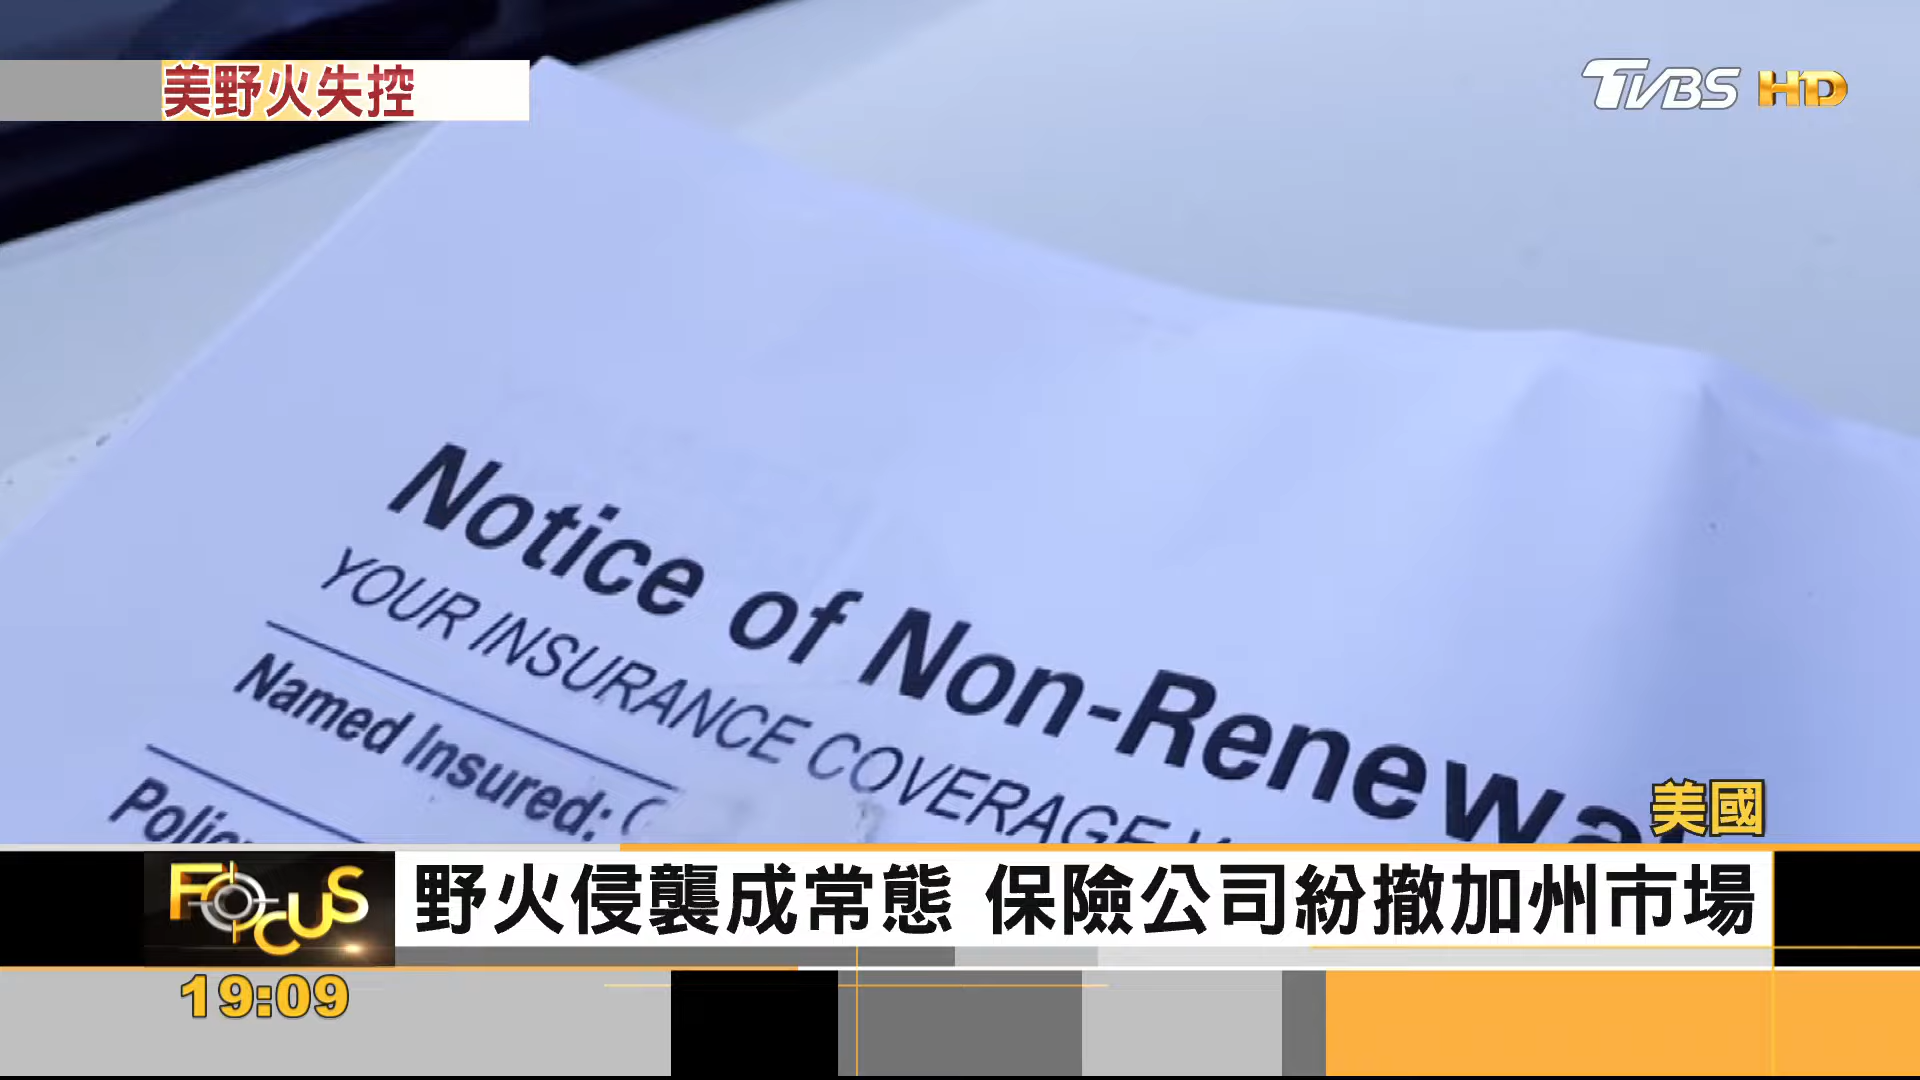 美野火失控
TVBS HD
Notice of Non-Renewal
YOUR INSURANCE COVERAGE
Named Insured:
Policy
美國
FOCUS
野火侵襲成常態 保險公司紛撤加州市場
19:09